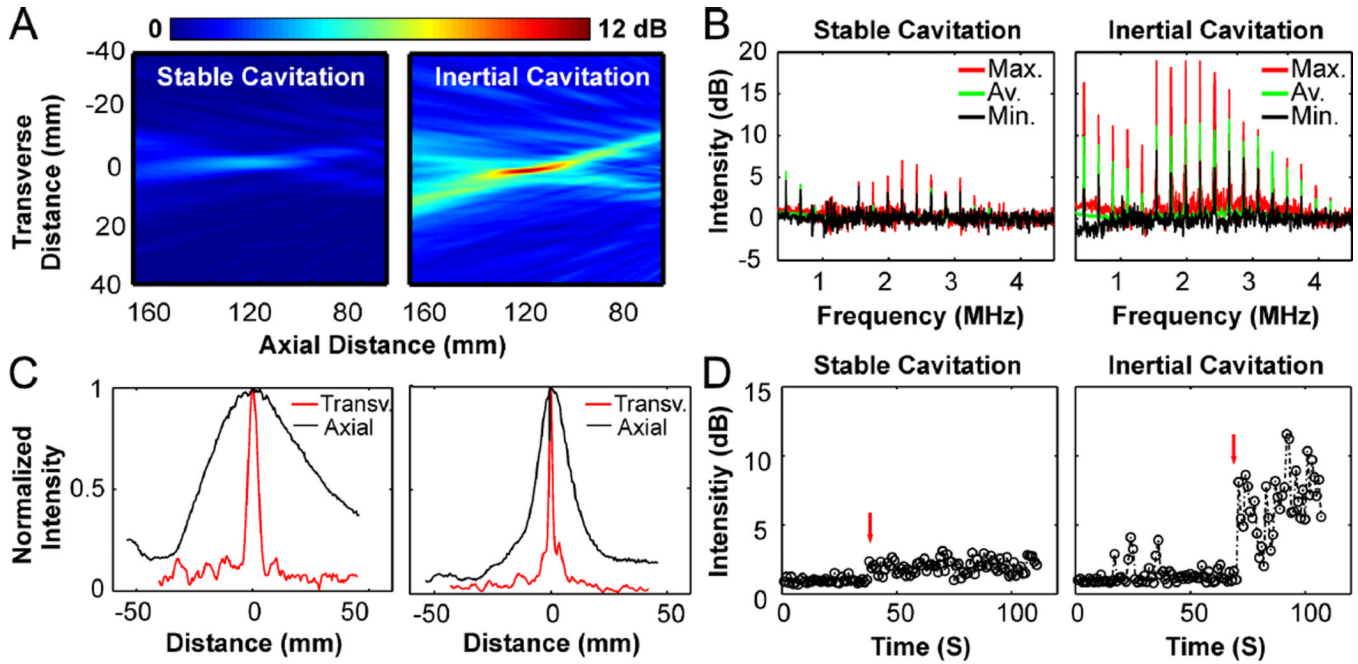 A
0
12 dB
Stable Cavitation
Inertial Cavitation
Transverse
Distance (mm)
-40
-20
0
20
40
160
120
80
160
120
80
Axial Distance (mm)
B
Stable Cavitation
Inertial Cavitation
Intensity (dB)
20
15
10
5
0
-5
Max.
Av.
Min.
Max.
Av.
Min.
1
2
3
4
1
2
3
4
Frequency (MHz)
Frequency (MHz)
C
Normalized
Intensity
1
0.5
0
Transv.
Axial
Transv.
Axial
-50
0
50
-50
0
50
Distance (mm)
Distance (mm)
D
Stable Cavitation
Inertial Cavitation
Intensitiy (dB)
15
10
5
0
0
50
100
0
50
100
Time (S)
Time (S)